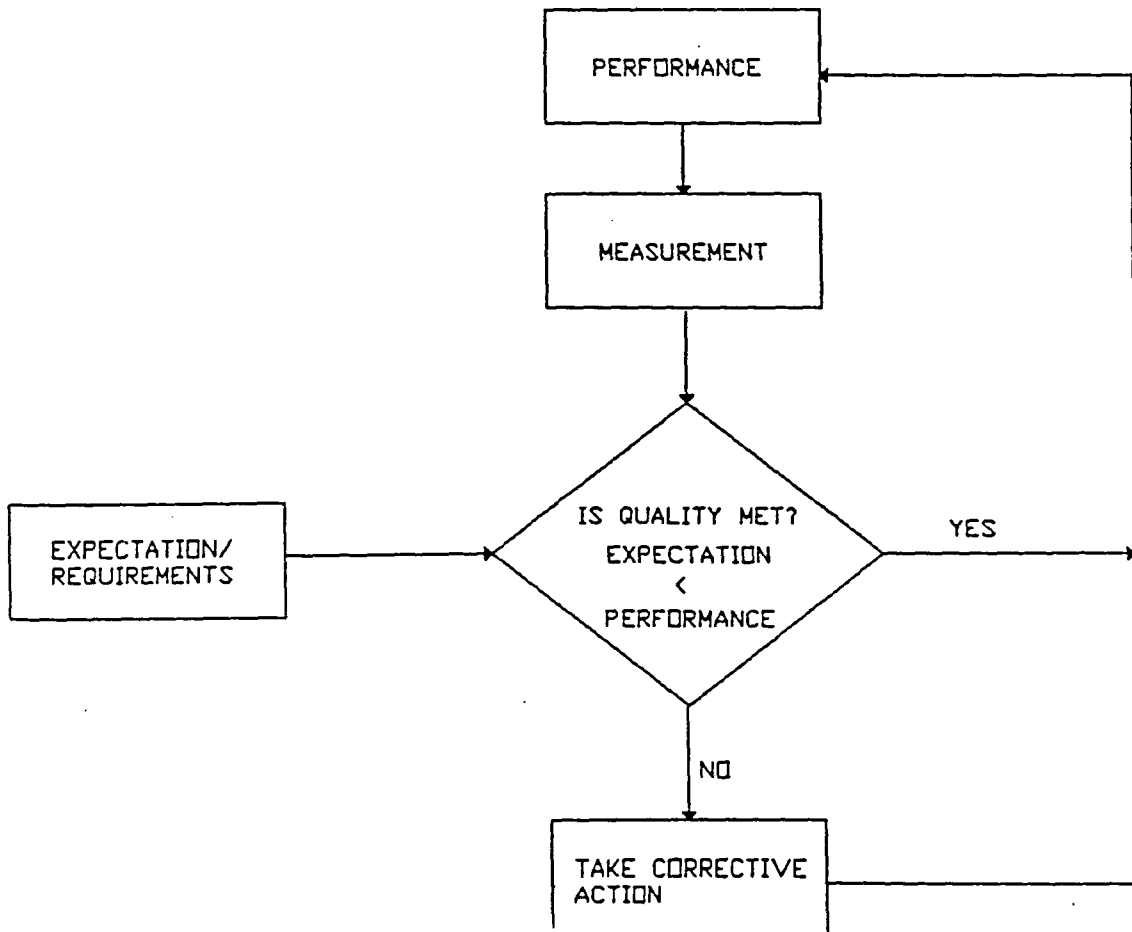 PERFORMANCE
MEASUREMENT
IS QUALITY MET?
EXPECTATION
<
PERFORMANCE
EXPECTATION/
REQUIREMENTS
YES
NO
TAKE CORRECTIVE
ACTION